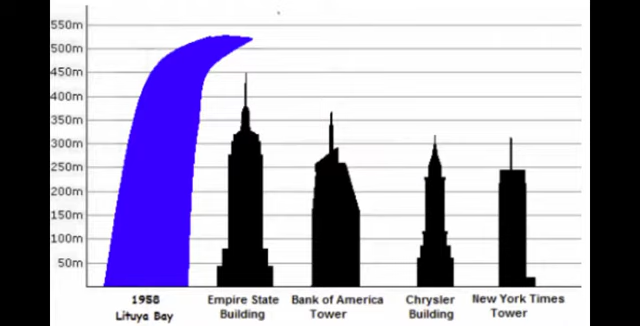 550m
500m
450m
400m
350m
300m
250m
200m
150m
100m
50m
1958
Lituya Bay
Empire State
Building
Bank of America
Tower
Chrysler
Building
New York Times
Tower